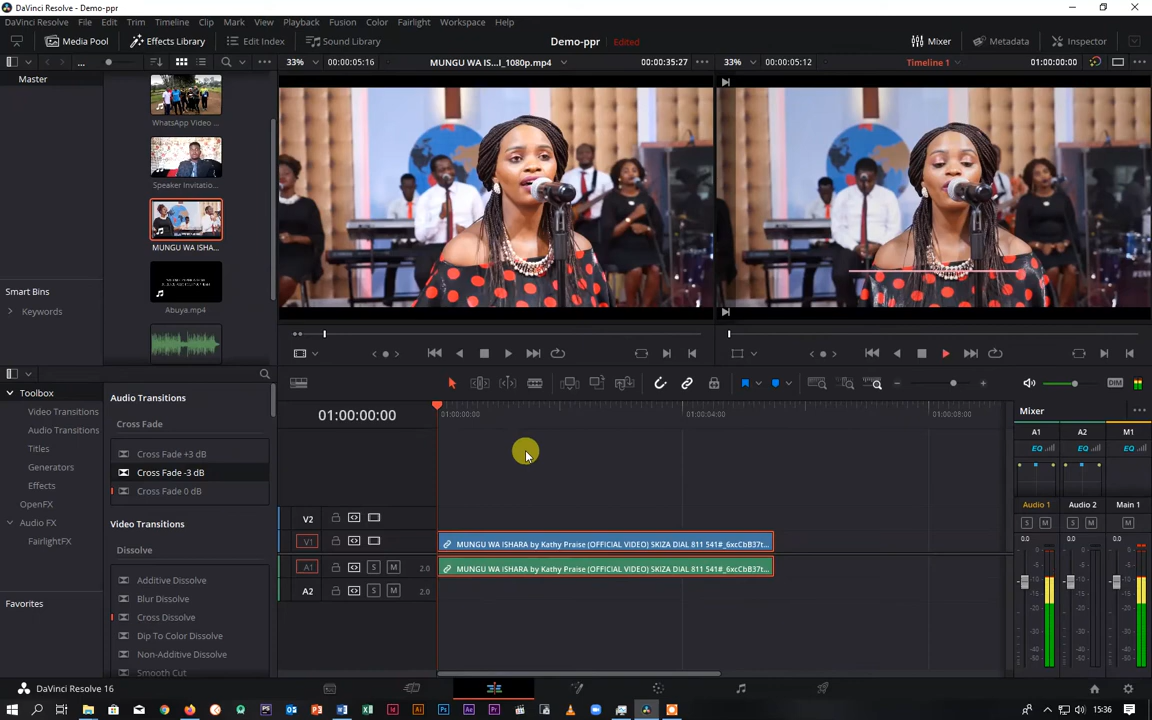 DaVinci Resolve - Demo-ppr
DaVinci Resolve File Edit Trim Timeline Clip Mark View Playback Fusion Color Fairlight Workspace Help
Media Pool Effects Library Edit Index Sound Library Demo-ppr Edited Mixer Metadata Inspector
... 33% 00:00:05:16 MUNGU WA IS...I_1080p.mp4 00:00:35:27 33% 00:00:05:12 Timeline 1 01:00:00:00
Master
WhatsApp Video ...
Speaker Invitatio...
MUNGU WA ISHA...
Abuya.mp4
Smart Bins
Keywords
Toolbox
Video Transitions
Audio Transitions
Titles
Generators
Effects
OpenFX
Audio FX
FairlightFX
Favorites
Audio Transitions
Cross Fade
Cross Fade +3 dB
Cross Fade -3 dB
Cross Fade 0 dB
Video Transitions
Dissolve
Additive Dissolve
Blur Dissolve
Cross Dissolve
Dip To Color Dissolve
Non-Additive Dissolve
Smooth Cut
DIM
01:00:00:00
01:00:00:00 01:00:04:00 01:00:08:00
V2
V1 MUNGU WA ISHARA by Kathy Praise (OFFICIAL VIDEO) SKIZA DIAL 811 541#_6xcCbB37t...
A1 S M 2.0 MUNGU WA ISHARA by Kathy Praise (OFFICIAL VIDEO) SKIZA DIAL 811 541#_6xcCbB37t...
A2 S M 2.0
Mixer
A1 A2 M1
EQ EQ EQ
Audio 1 Audio 2 Main 1
S M S M M
0.0 0.0 0.0
DaVinci Resolve 16
15:36